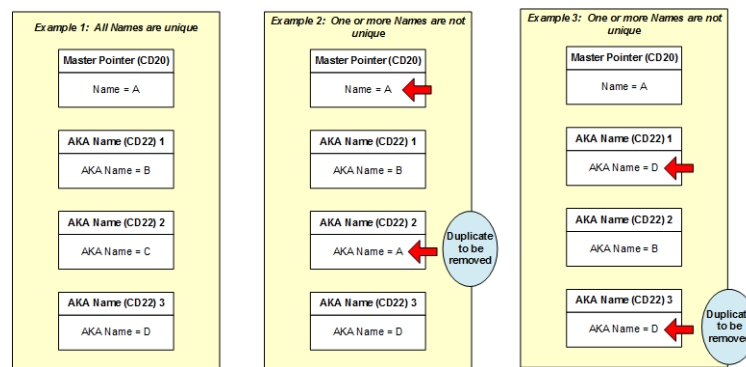 Example 1: All Names are unique
Master Pointer (CD20)
Name = A
AKA Name (CD22) 1
AKA Name = B
AKA Name (CD22) 2
AKA Name = C
AKA Name (CD22) 3
AKA Name = D
Example 2: One or more Names are not
unique
Master Pointer (CD20)
Name = A
AKA Name (CD22) 1
AKA Name = B
AKA Name (CD22) 2
AKA Name = A
Duplicate
to be
removed
AKA Name (CD22) 3
AKA Name = D
Example 3: One or more Names are not
unique
Master Pointer (CD20)
Name = A
AKA Name (CD22) 1
AKA Name = D
AKA Name (CD22) 2
AKA Name = B
AKA Name (CD22) 3
AKA Name = D
Duplicate
to be
removed